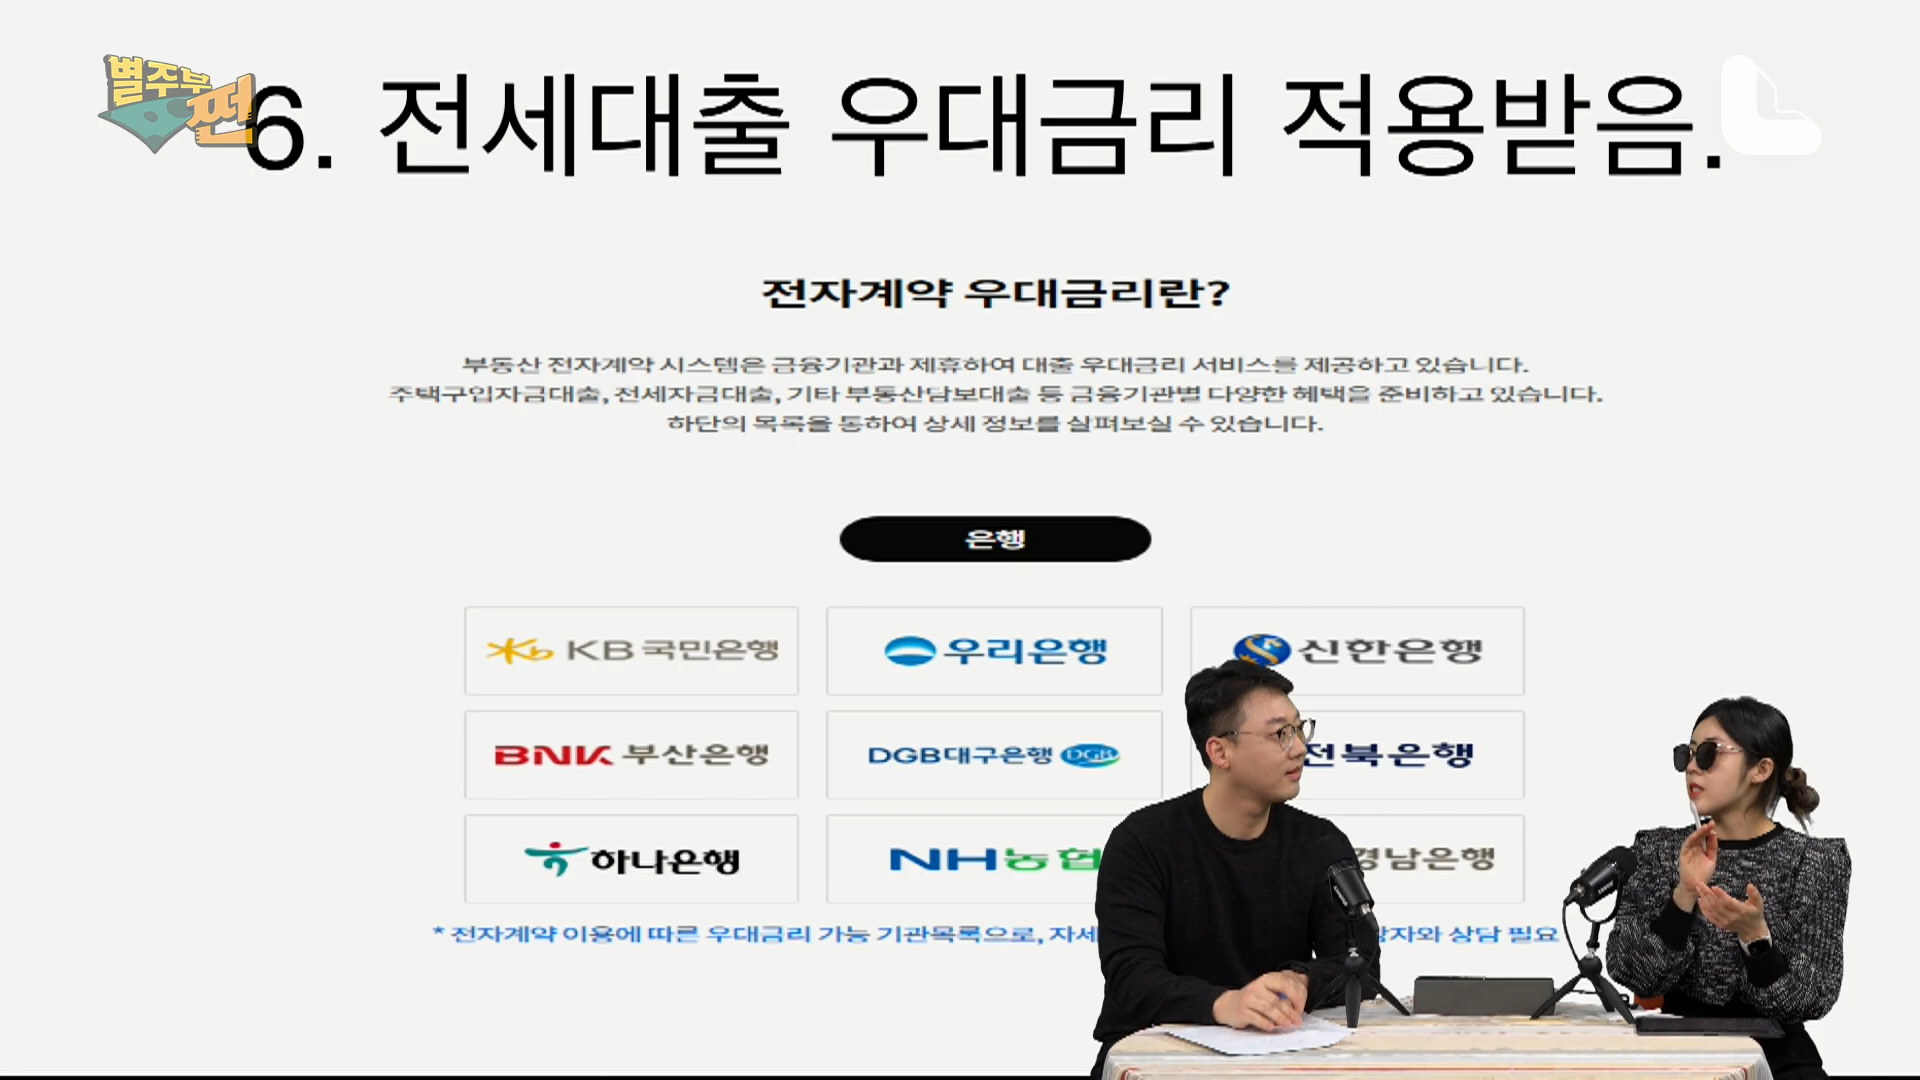 별주부전
6. 전세대출 우대금리 적용받음.
전자계약 우대금리란?
부동산 전자계약 시스템은 금융기관과 제휴하여 대출 우대금리 서비스를 제공하고 있습니다.
주택구입자금대출, 전세자금대출, 기타 부동산담보대출 등 금융기관별 다양한 혜택을 준비하고 있습니다.
하단의 목록을 통하여 상세 정보를 살펴보실 수 있습니다.
은행
KB 국민은행 우리은행 신한은행
BNK 부산은행 DGB대구은행 DGB 전북은행
하나은행 NH농협 경남은행
* 전자계약 이용에 따른 우대금리 가능 기관목록으로, 자세 상담 필요